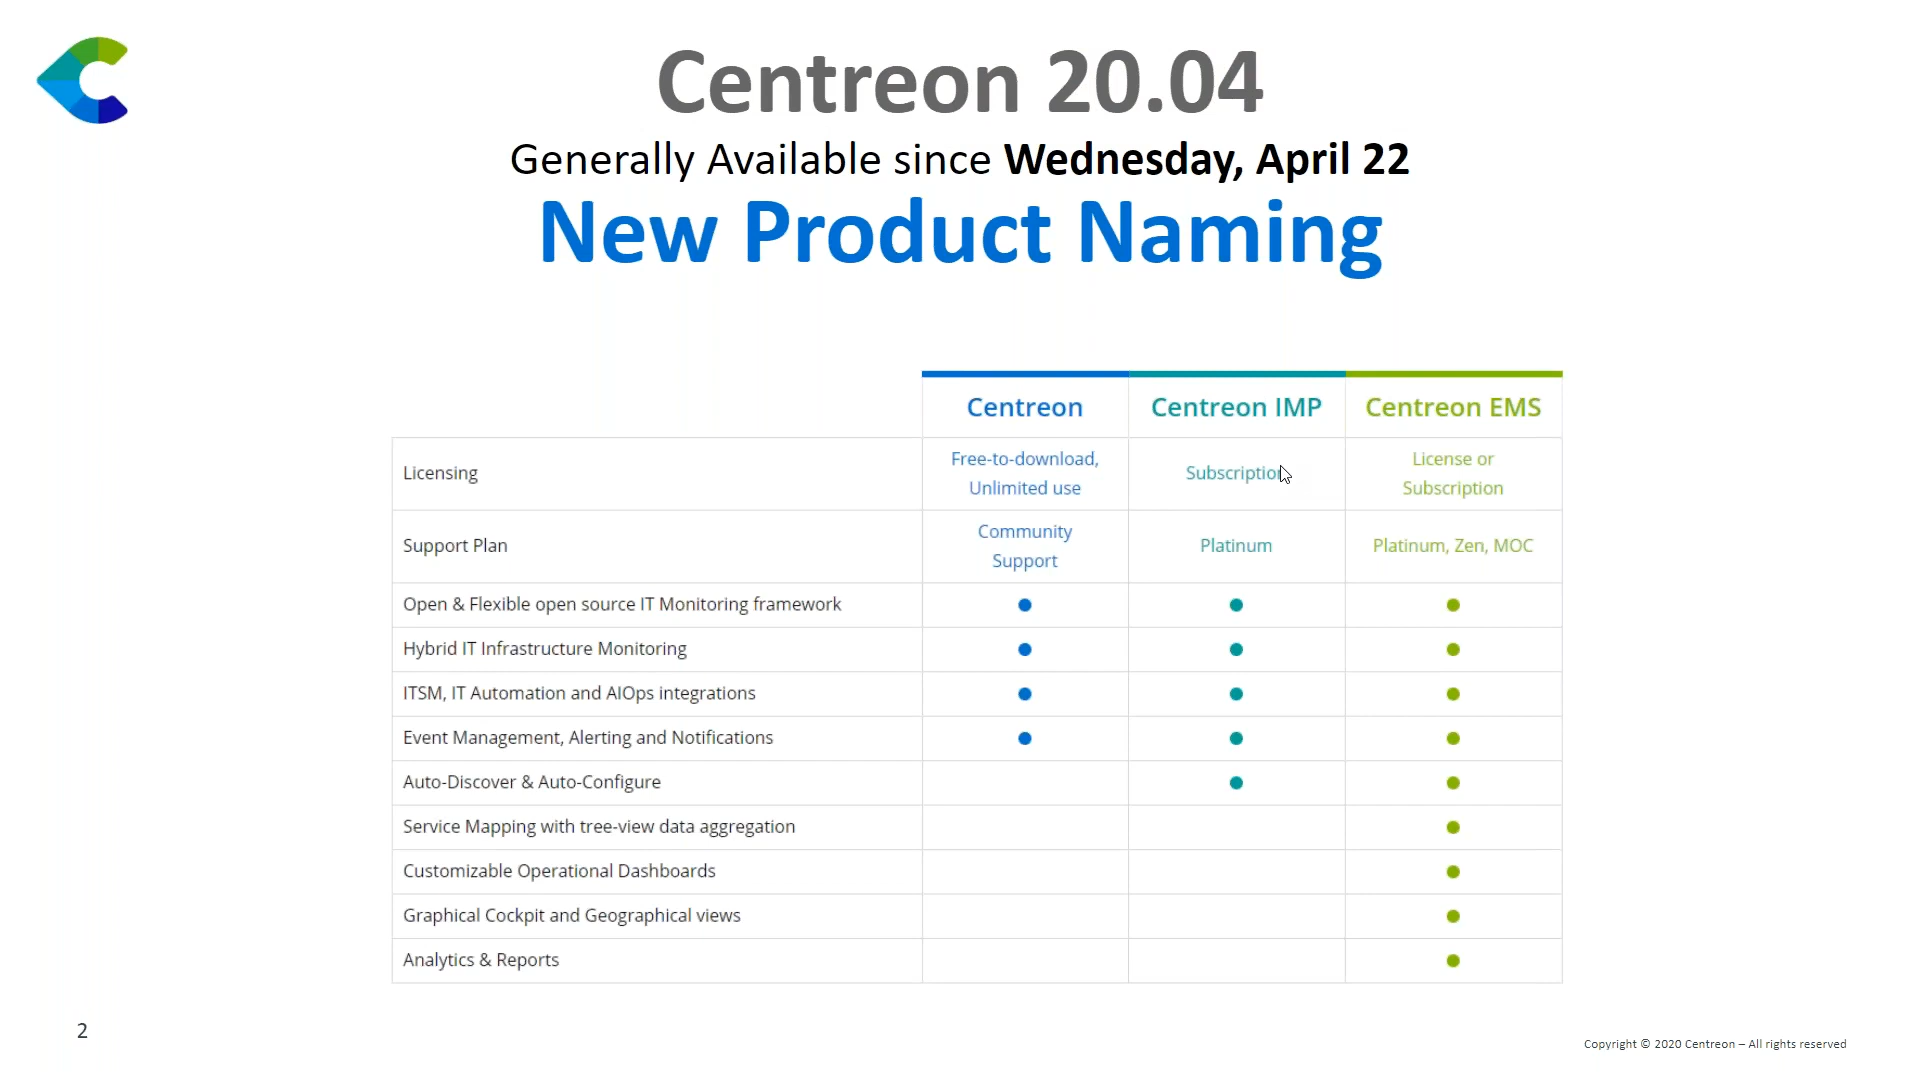 Centreon 20.04
Generally Available since Wednesday, April 22
New Product Naming
Centreon
Centreon IMP
Centreon EMS
Licensing
Free-to-download,
Unlimited use
Subscription
License or
Subscription
Support Plan
Community
Support
Platinum
Platinum, Zen, MOC
Open & Flexible open source IT Monitoring framework
Hybrid IT Infrastructure Monitoring
ITSM, IT Automation and AIOps integrations
Event Management, Alerting and Notifications
Auto-Discover & Auto-Configure
Service Mapping with tree-view data aggregation
Customizable Operational Dashboards
Graphical Cockpit and Geographical views
Analytics & Reports
2
Copyright © 2020 Centreon – All rights reserved